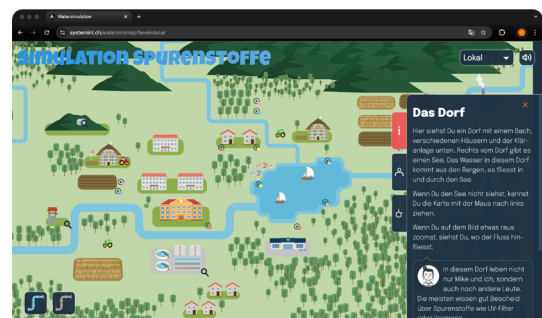 Watersimulation
systemint.ch/watersim/map?level=lokal
SIMULATION SPURENSTOFFE
Lokal
Das Dorf
Hier siehst Du ein Dorf mit einem Bach,
verschiedenen Häusern und der Klär-
anlage unten. Rechts vom Dorf gibt es
einen See. Das Wasser in diesem Dorf
kommt aus den Bergen, es fliesst in
und durch den See.
Wenn Du den See nicht siehst, kannst
Du die Karte mit der Maus nach links
ziehen.
Wenn Du auf dem Bild etwas raus
zoomst, siehst Du, wo der Fluss hin-
fliesst.
In diesem Dorf leben nicht
nur Mike und ich, sondern
auch noch andere Leute.
Die meisten wissen gut Bescheid
über Spurenstoffe wie UV-Filter